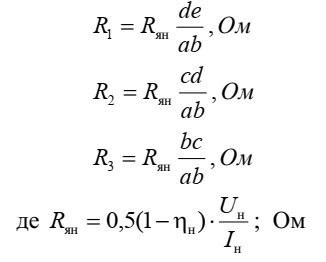 R₁ = Rян de/ab , Ом
R₂ = Rян cd/ab , Ом
R₃ = Rян bc/ab , Ом
де Rян = 0,5(1 − ηн) · Uн/Iн ; Ом